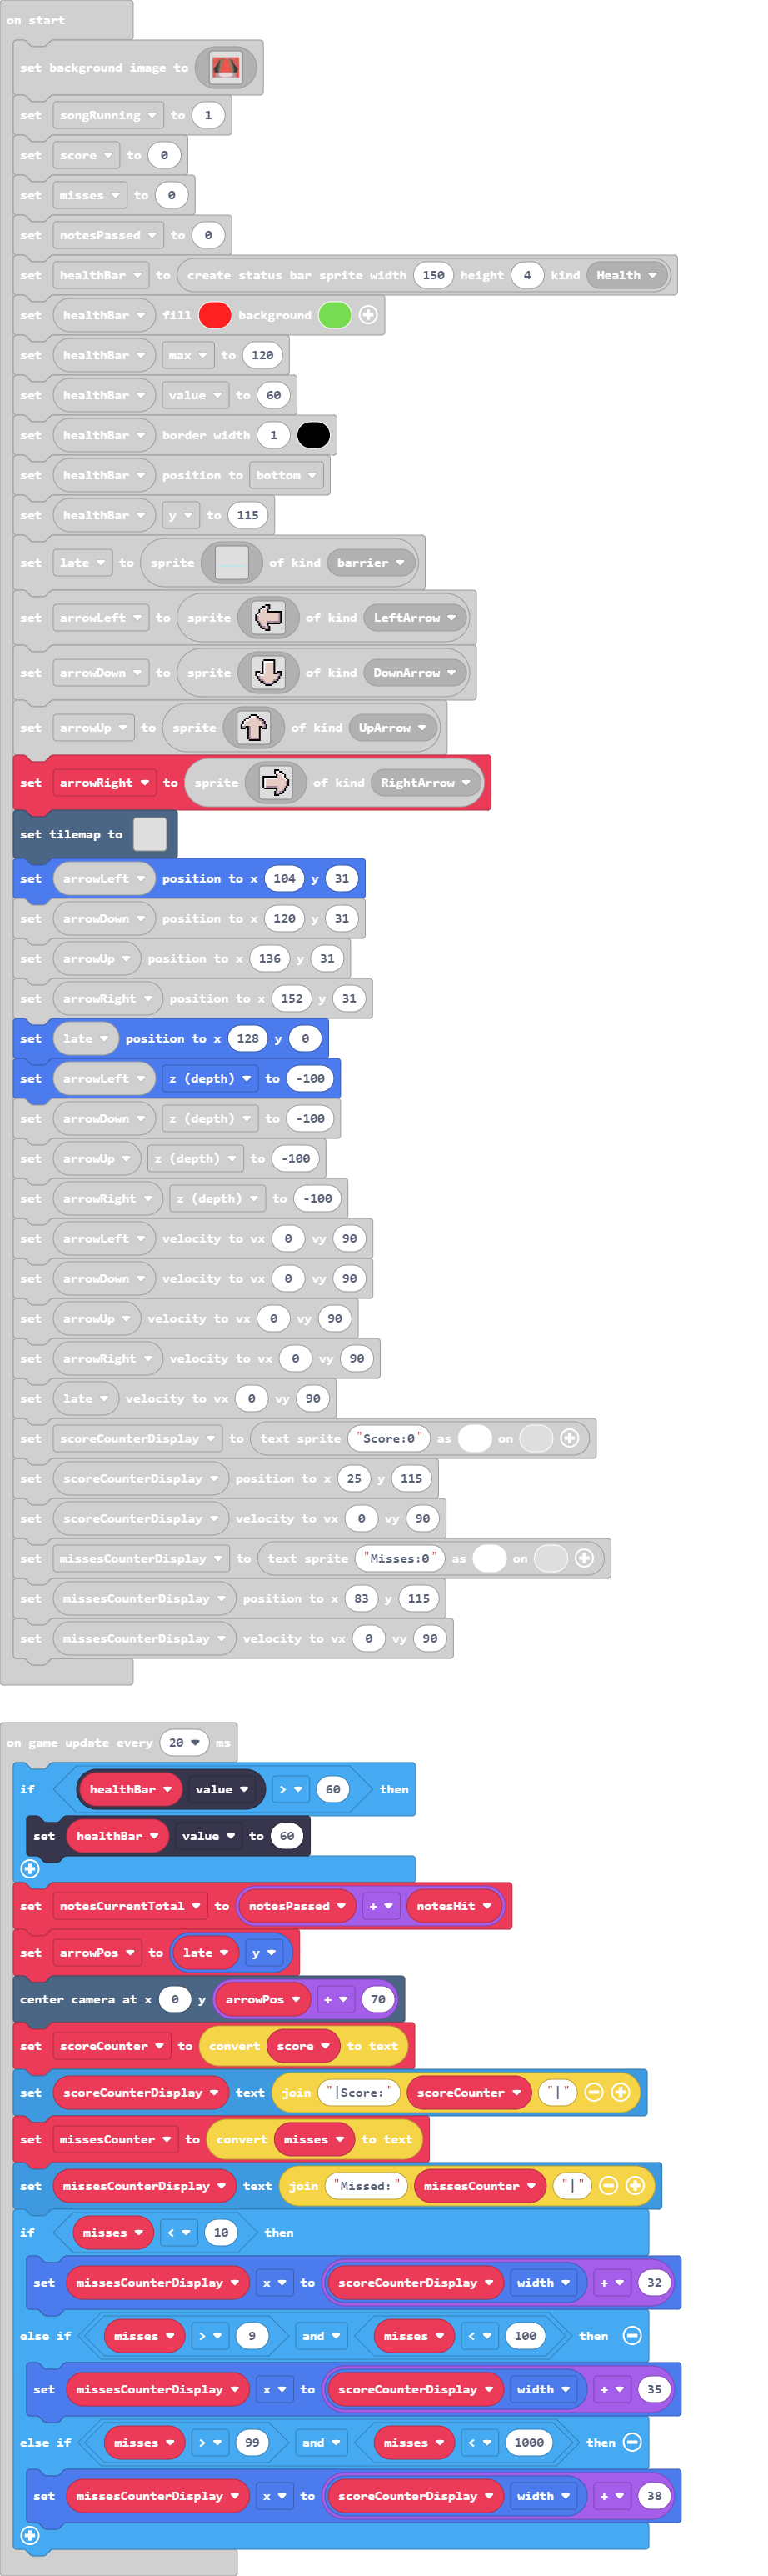 on start
set background image to
set songRunning to 1
set score to 0
set misses to 0
set notesPassed to 0
set healthBar to create status bar sprite width 150 height 4 kind Health
set healthBar fill background
set healthBar max to 120
set healthBar value to 60
set healthBar border width 1
set healthBar position to bottom
set healthBar y to 115
set late to sprite of kind barrier
set arrowLeft to sprite of kind LeftArrow
set arrowDown to sprite of kind DownArrow
set arrowUp to sprite of kind UpArrow
set arrowRight to sprite of kind RightArrow
set tilemap to
set arrowLeft position to x 104 y 31
set arrowDown position to x 120 y 31
set arrowUp position to x 136 y 31
set arrowRight position to x 152 y 31
set late position to x 128 y 0
set arrowLeft z (depth) to -100
set arrowDown z (depth) to -100
set arrowUp z (depth) to -100
set arrowRight z (depth) to -100
set arrowLeft velocity to vx 0 vy 90
set arrowDown velocity to vx 0 vy 90
set arrowUp velocity to vx 0 vy 90
set arrowRight velocity to vx 0 vy 90
set late velocity to vx 0 vy 90
set scoreCounterDisplay to text sprite "Score:0" as on
set scoreCounterDisplay position to x 25 y 115
set scoreCounterDisplay velocity to vx 0 vy 90
set missesCounterDisplay to text sprite "Misses:0" as on
set missesCounterDisplay position to x 83 y 115
set missesCounterDisplay velocity to vx 0 vy 90
on game update every 20 ms
if healthBar value > 60 then
set healthBar value to 60
set notesCurrentTotal to notesPassed + notesHit
set arrowPos to late y
center camera at x 0 y arrowPos + 70
set scoreCounter to convert score to text
set scoreCounterDisplay text join "|Score:" scoreCounter "|"
set missesCounter to convert misses to text
set missesCounterDisplay text join "Missed:" missesCounter "|"
if misses < 10 then
set missesCounterDisplay x to scoreCounterDisplay width + 32
else if misses > 9 and misses < 100 then
set missesCounterDisplay x to scoreCounterDisplay width + 35
else if misses > 99 and misses < 1000 then
set missesCounterDisplay x to scoreCounterDisplay width + 38